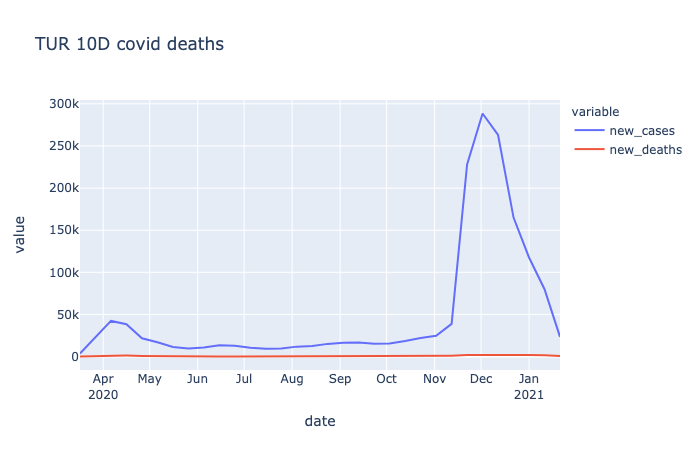 TUR 10D covid deaths
300k
250k
200k
150k
100k
50k
0
value
Apr
2020
May
Jun
Jul
Aug
Sep
Oct
Nov
Dec
Jan
2021
date
variable
new_cases
new_deaths